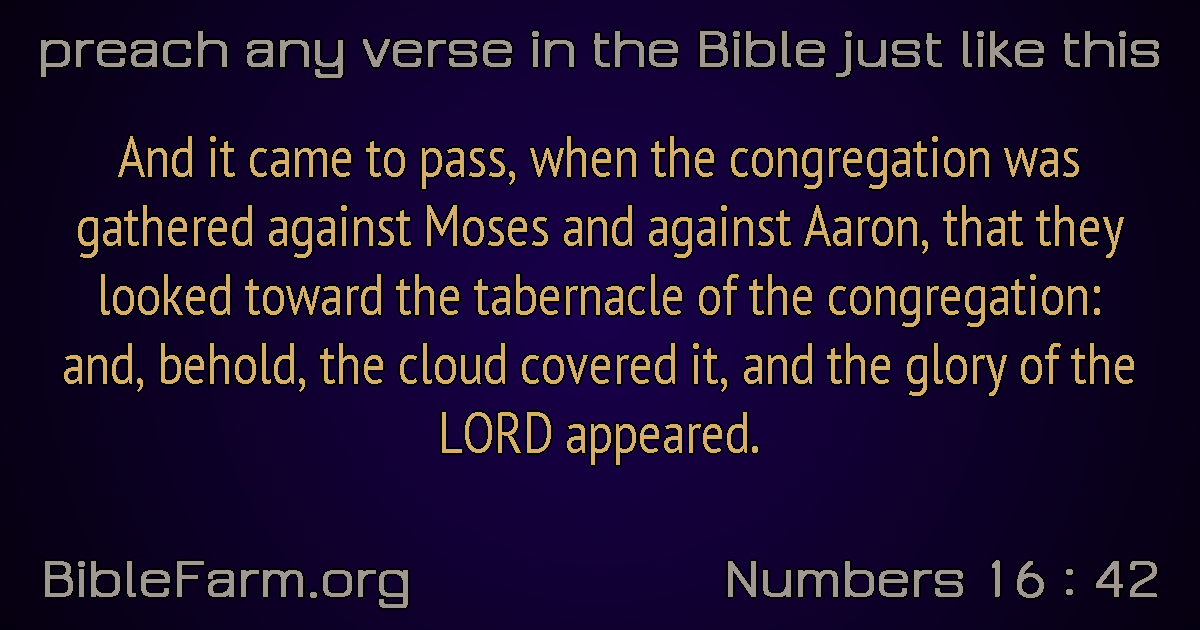 preach any verse in the Bible just like this
And it came to pass, when the congregation was
gathered against Moses and against Aaron, that they
looked toward the tabernacle of the congregation:
and, behold, the cloud covered it, and the glory of the
LORD appeared.
BibleFarm.org
Numbers 16 : 42